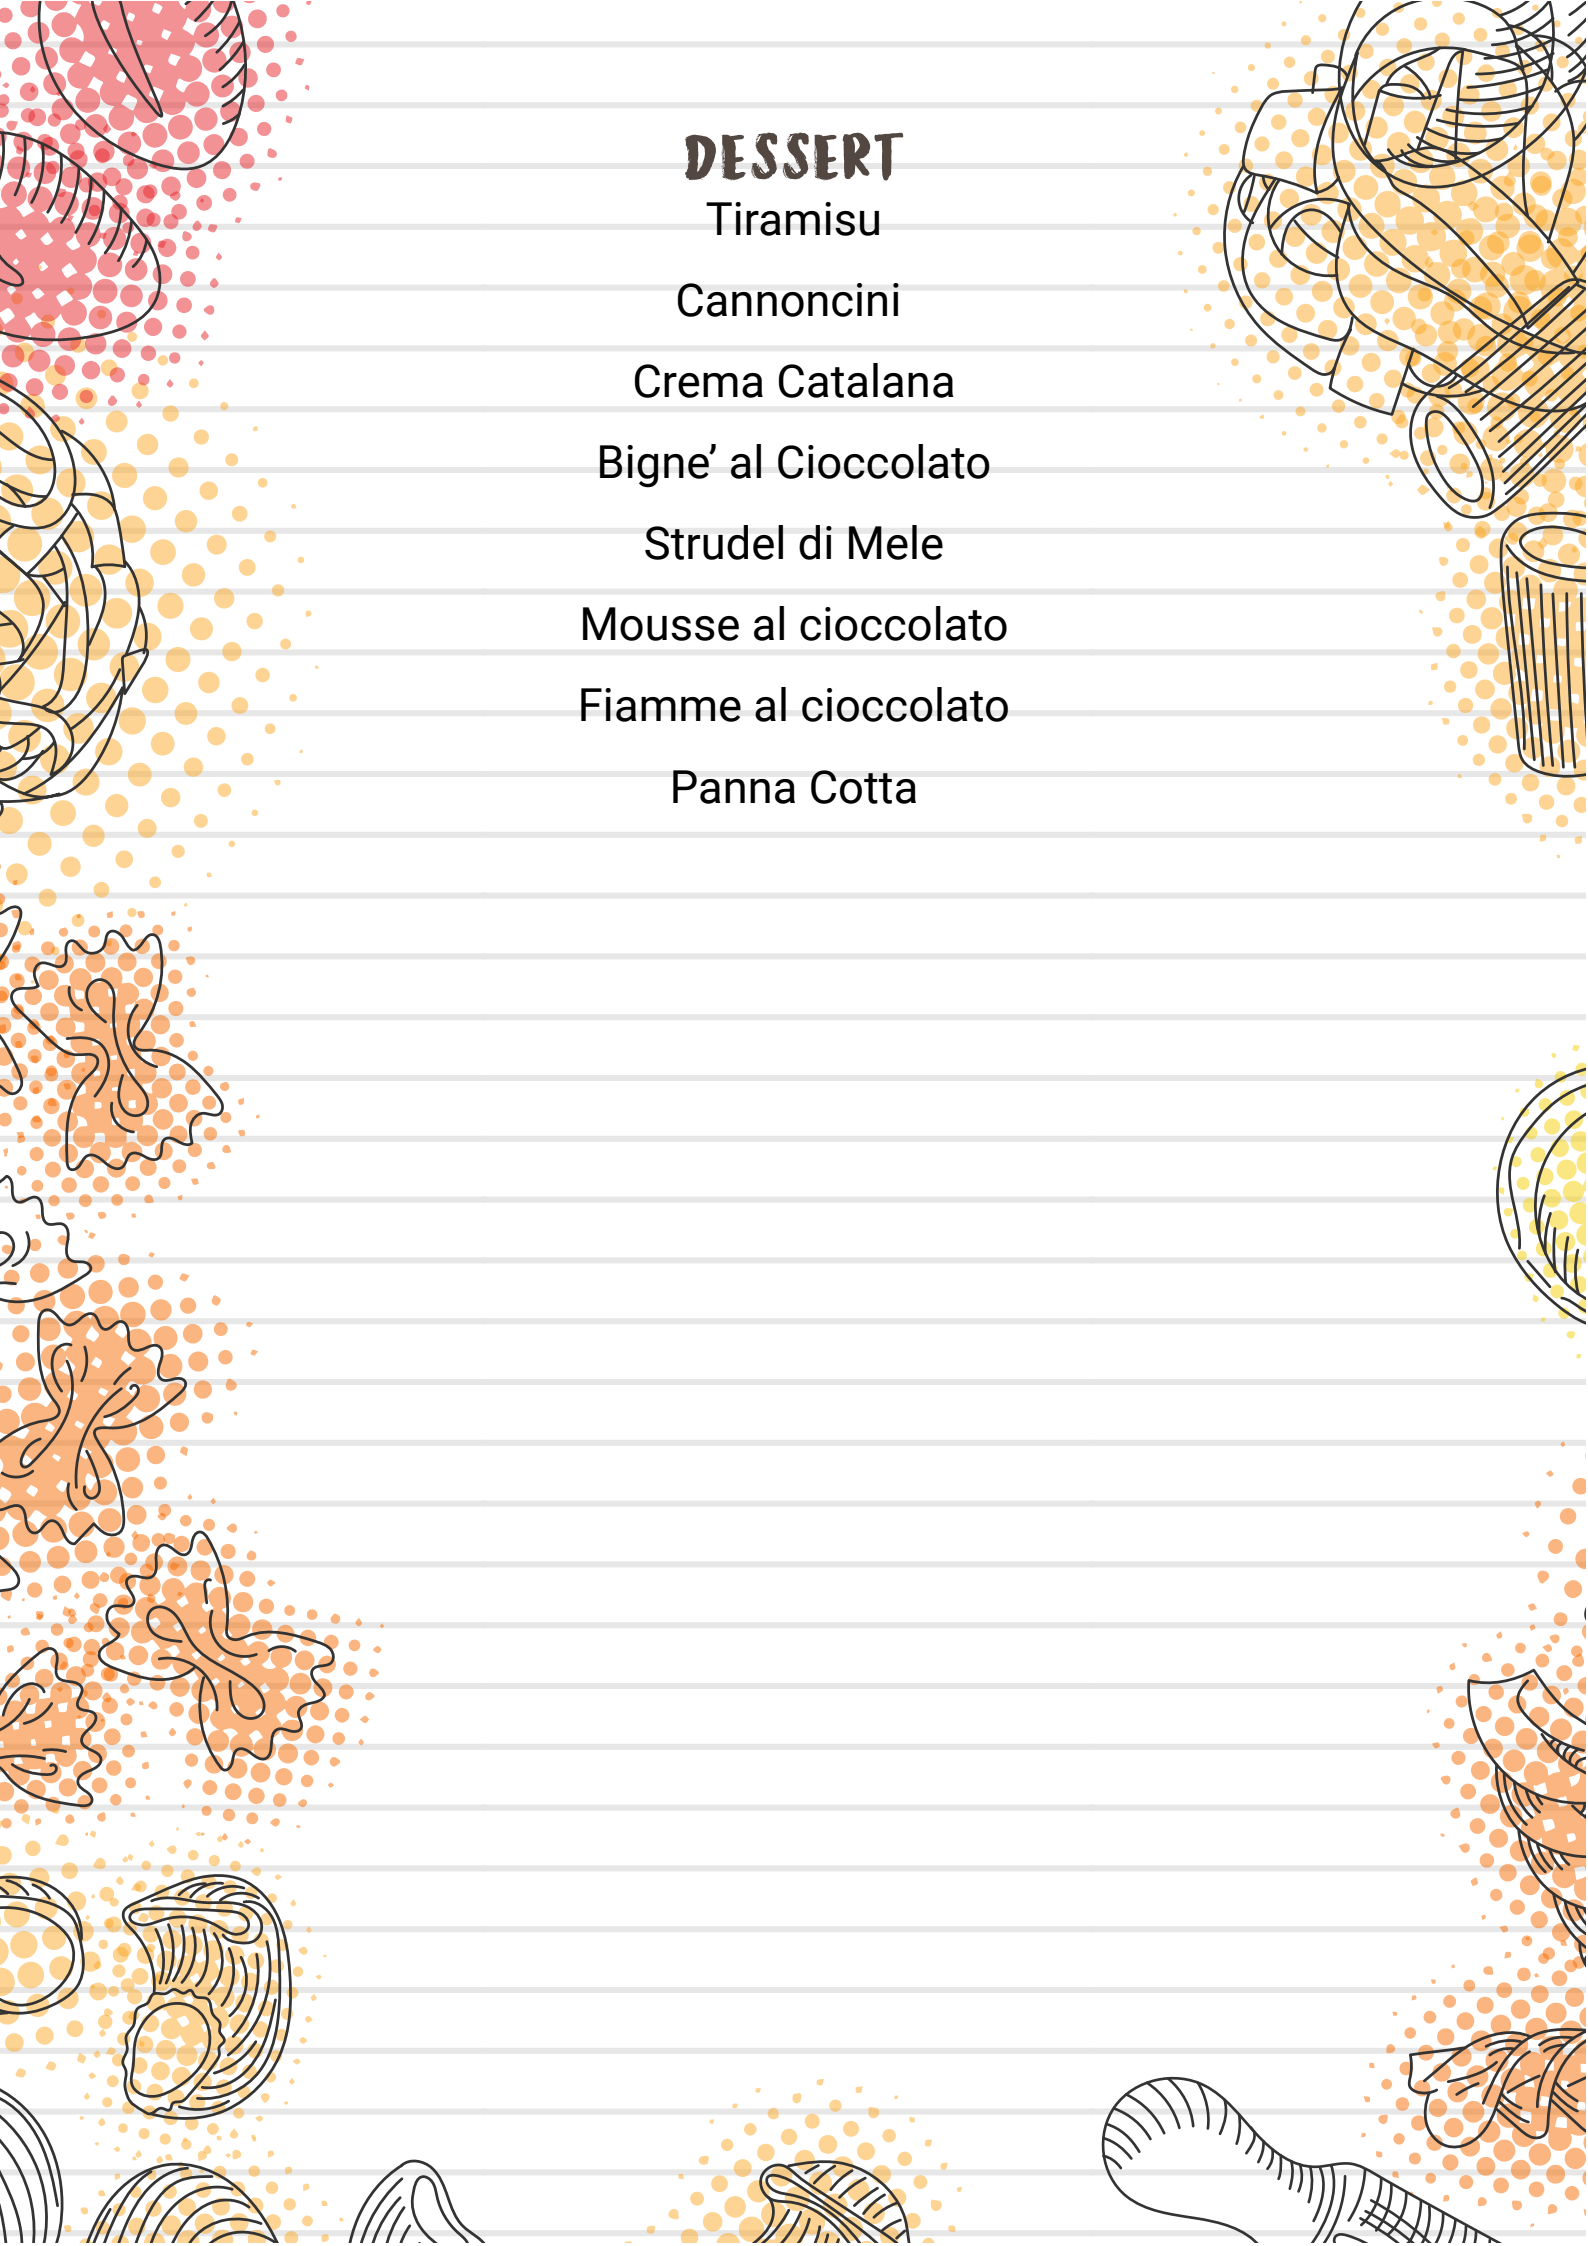 DESSERT
Tiramisu
Cannoncini
Crema Catalana
Bigne’ al Cioccolato
Strudel di Mele
Mousse al cioccolato
Fiamme al cioccolato
Panna Cotta